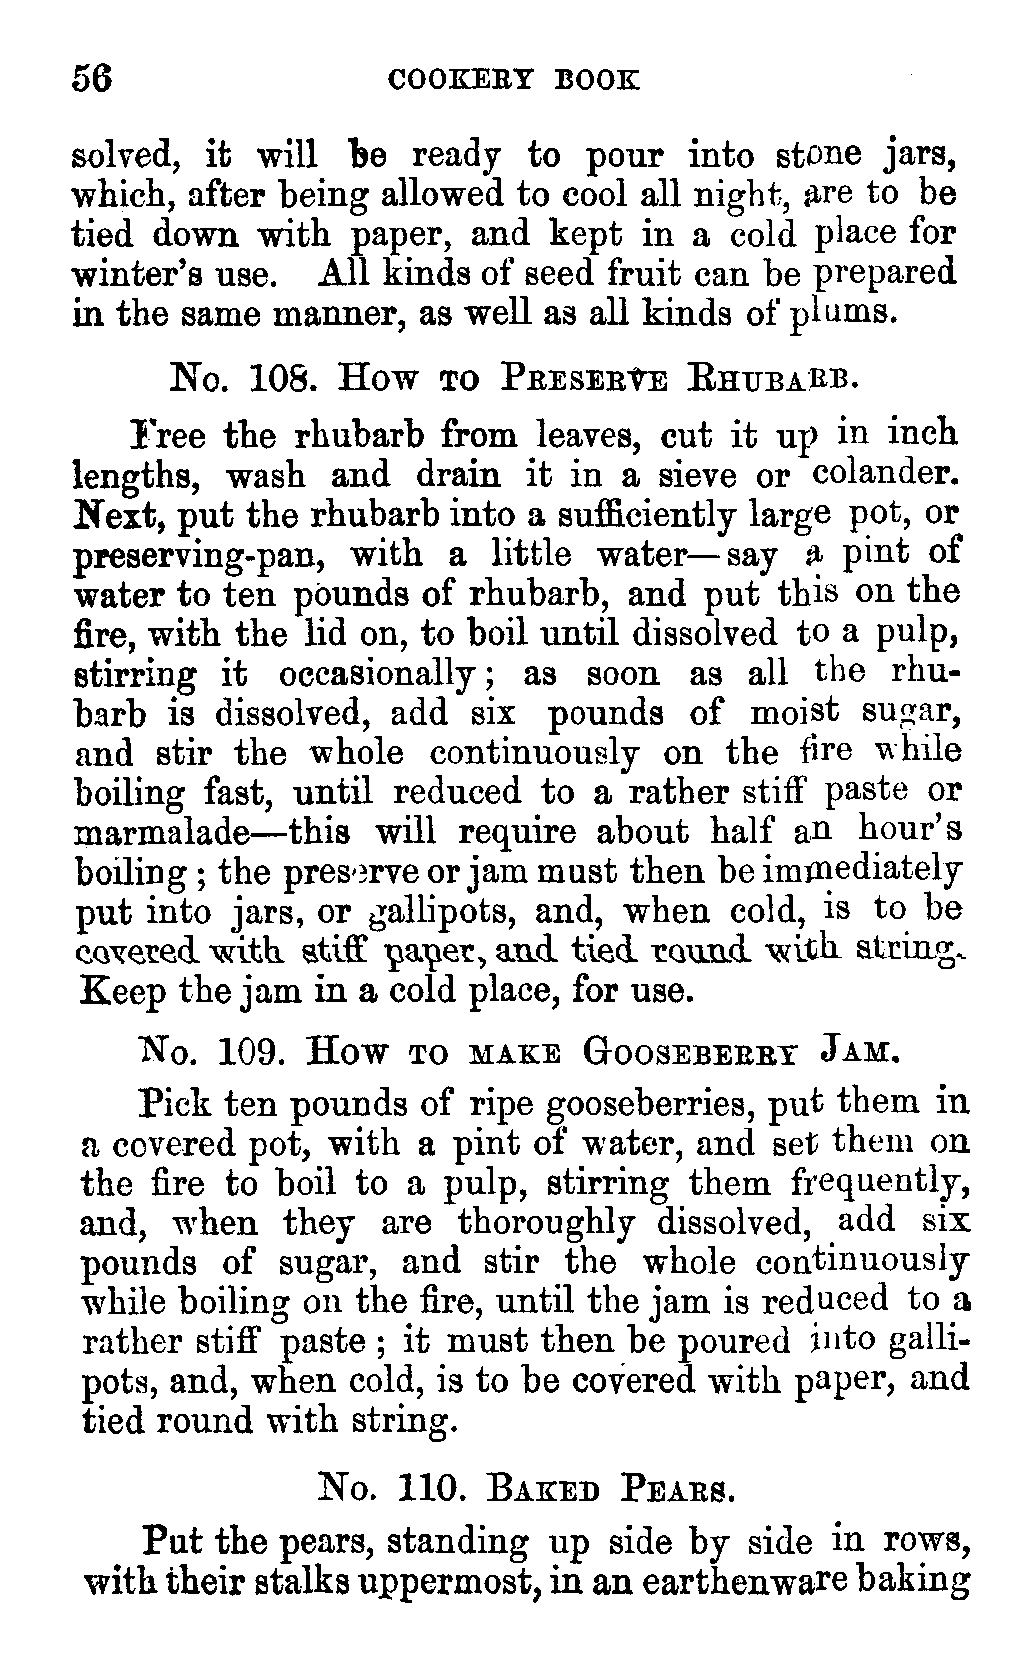 56 COOKERY BOOK
solved, it will be ready to pour into stone jars,
which, after being allowed to cool all night, are to be
tied down with paper, and kept in a cold place for
winter's use. All kinds of seed fruit can be prepared
in the same manner, as well as all kinds of plums.
No. 108. How to Preserve Rhubarb.
Free the rhubarb from leaves, cut it up in inch
lengths, wash and drain it in a sieve or colander.
Next, put the rhubarb into a sufficiently large pot, or
preserving-pan, with a little water—say a pint of
water to ten pounds of rhubarb, and put this on the
fire, with the lid on, to boil until dissolved to a pulp,
stirring it occasionally; as soon as all the rhu-
barb is dissolved, add six pounds of moist sugar,
and stir the whole continuously on the fire while
boiling fast, until reduced to a rather stiff paste or
marmalade—this will require about half an hour's
boiling; the preserve or jam must then be immediately
put into jars, or gallipots, and, when cold, is to be
covered with stiff paper, and tied round with string.
Keep the jam in a cold place, for use.
No. 109. How to make Gooseberry Jam.
Pick ten pounds of ripe gooseberries, put them in
a covered pot, with a pint of water, and set them on
the fire to boil to a pulp, stirring them frequently,
and, when they are thoroughly dissolved, add six
pounds of sugar, and stir the whole continuously
while boiling on the fire, until the jam is reduced to a
rather stiff paste; it must then be poured into galli-
pots, and, when cold, is to be covered with paper, and
tied round with string.
No. 110. Baked Pears.
Put the pears, standing up side by side in rows,
with their stalks uppermost, in an earthenware baking